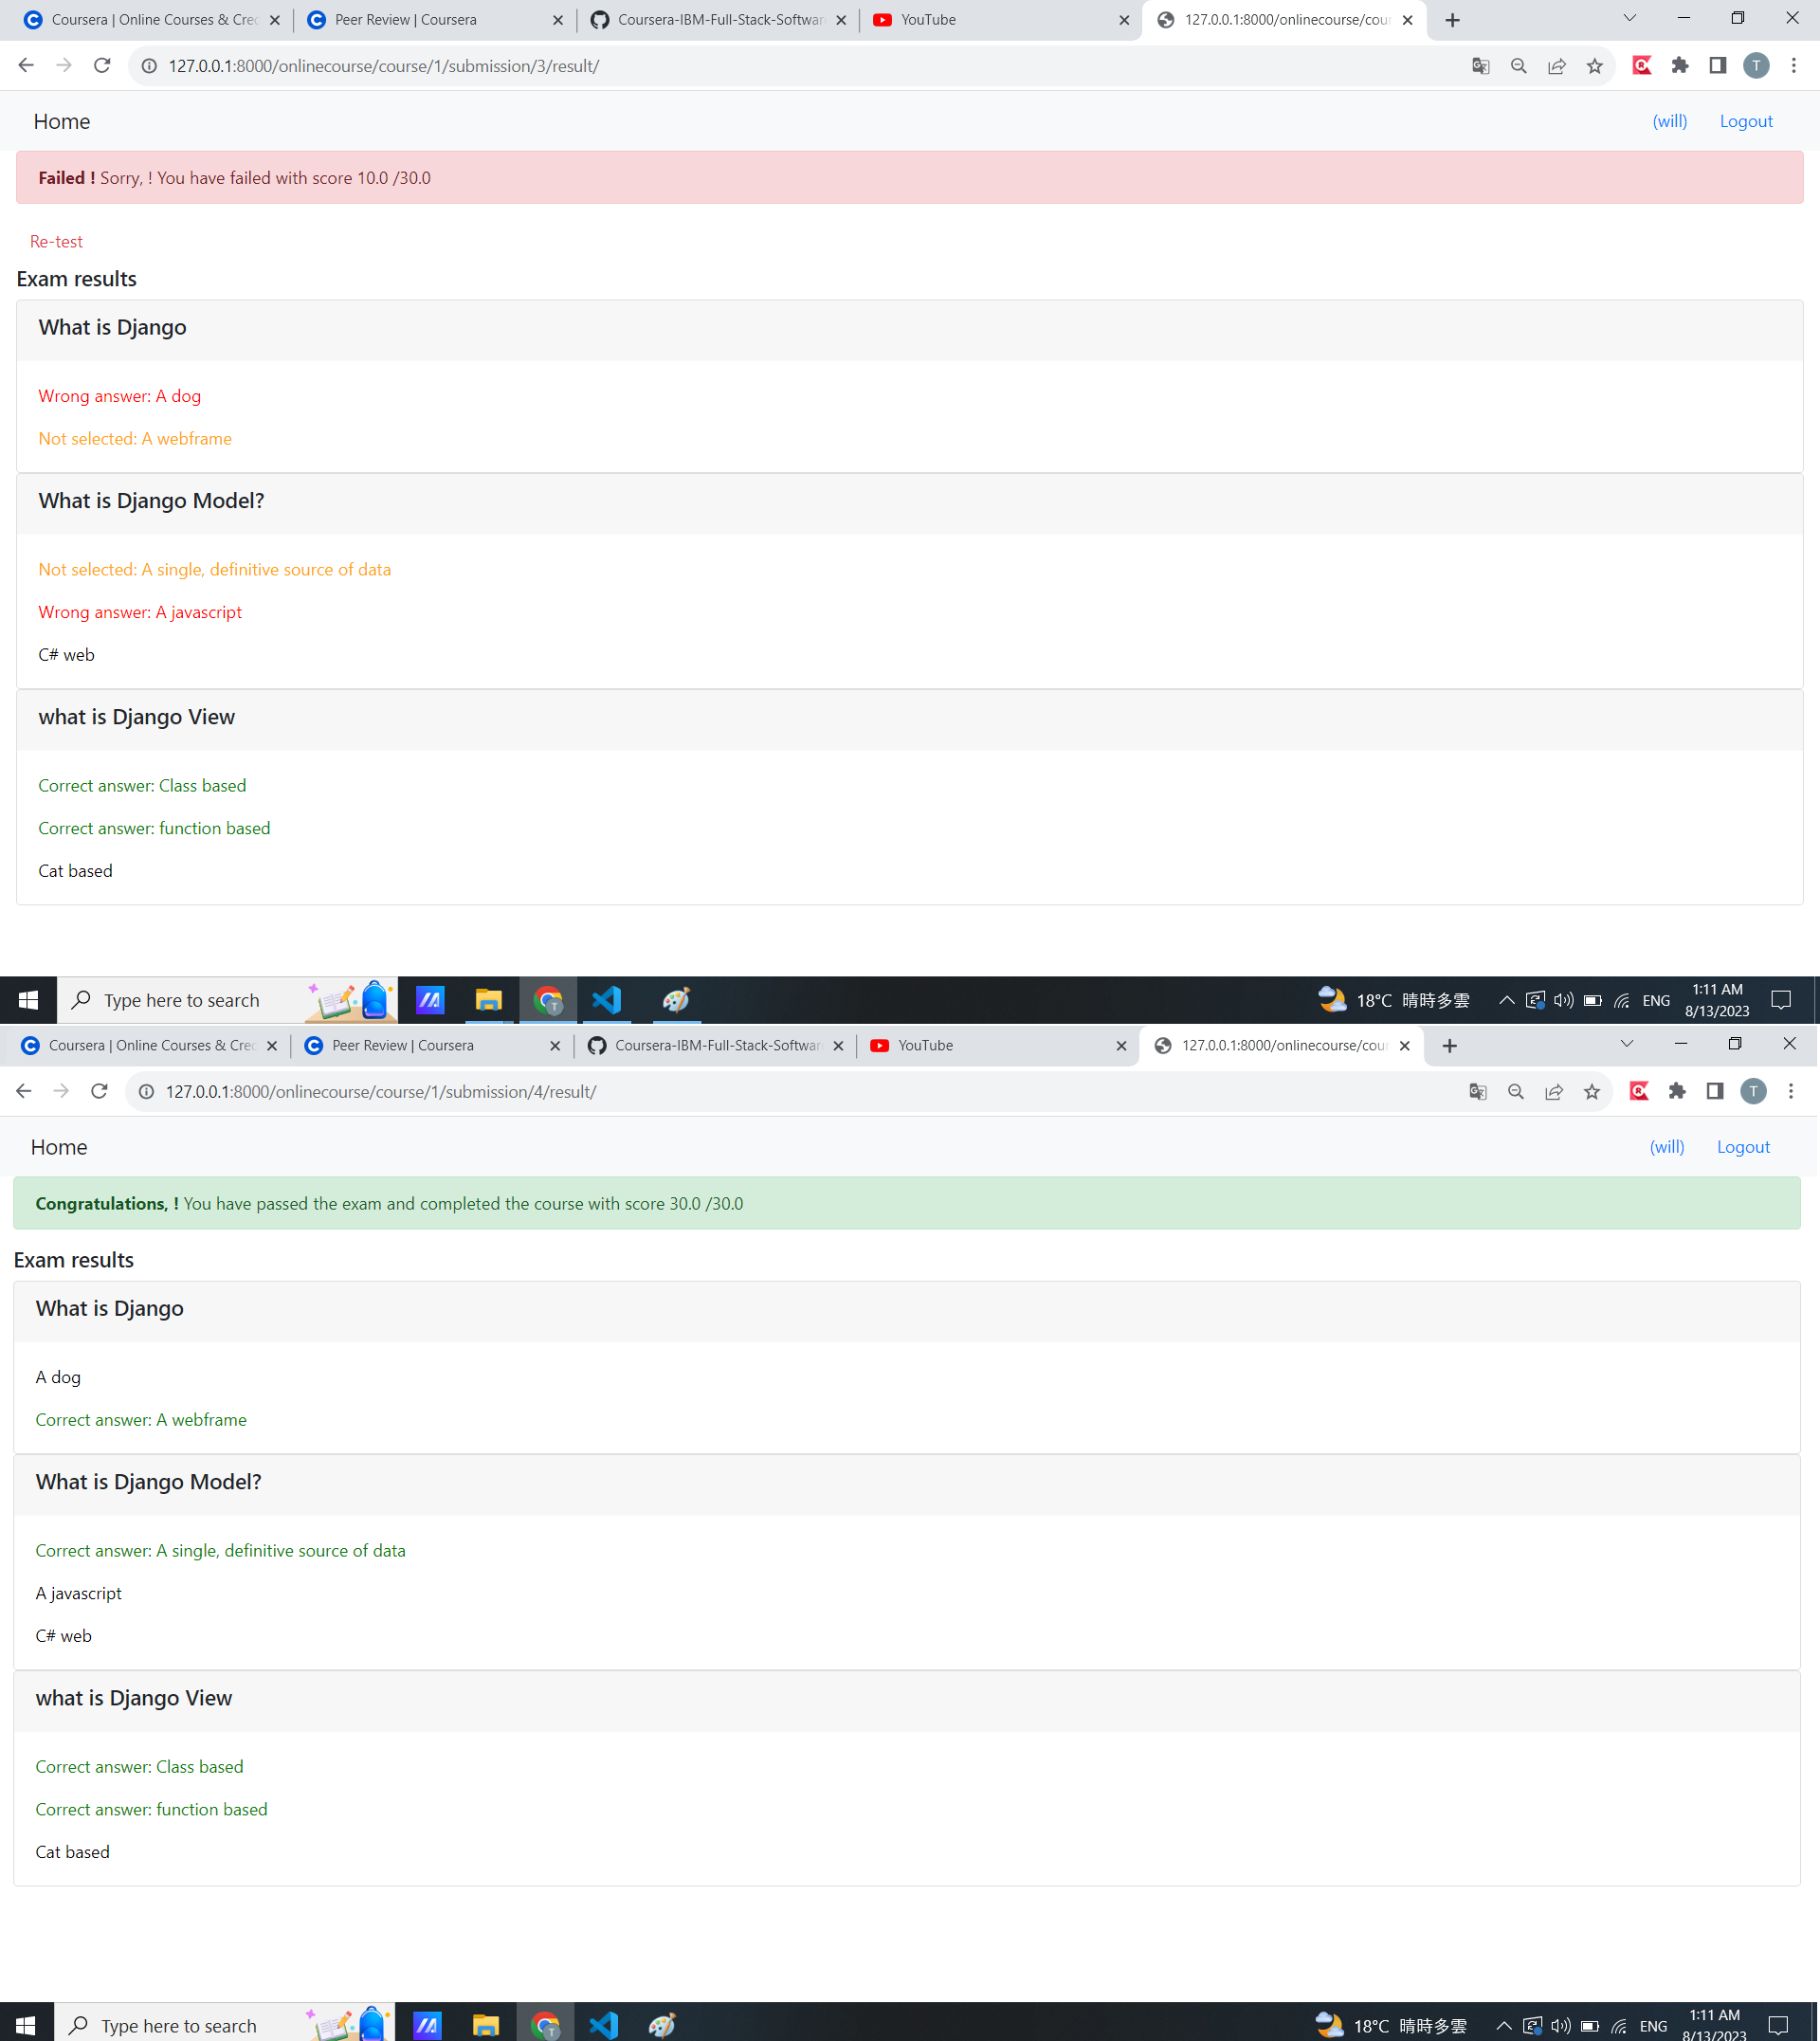 Coursera | Online Courses & Cre
Peer Review | Coursera
Coursera-IBM-Full-Stack-Softwar
YouTube
127.0.0.1:8000/onlinecourse/cour
127.0.0.1:8000/onlinecourse/course/1/submission/3/result/
T
Home
(will)
Logout
Failed ! Sorry, ! You have failed with score 10.0 /30.0
Re-test
Exam results
What is Django
Wrong answer: A dog
Not selected: A webframe
What is Django Model?
Not selected: A single, definitive source of data
Wrong answer: A javascript
C# web
what is Django View
Correct answer: Class based
Correct answer: function based
Cat based
Type here to search
18°C 晴時多雲
ENG
1:11 AM
8/13/2023
Coursera | Online Courses & Cre
Peer Review | Coursera
Coursera-IBM-Full-Stack-Softwar
YouTube
127.0.0.1:8000/onlinecourse/cour
127.0.0.1:8000/onlinecourse/course/1/submission/4/result/
T
Home
(will)
Logout
Congratulations, ! You have passed the exam and completed the course with score 30.0 /30.0
Exam results
What is Django
A dog
Correct answer: A webframe
What is Django Model?
Correct answer: A single, definitive source of data
A javascript
C# web
what is Django View
Correct answer: Class based
Correct answer: function based
Cat based
Type here to search
18°C 晴時多雲
ENG
1:11 AM
8/13/2023